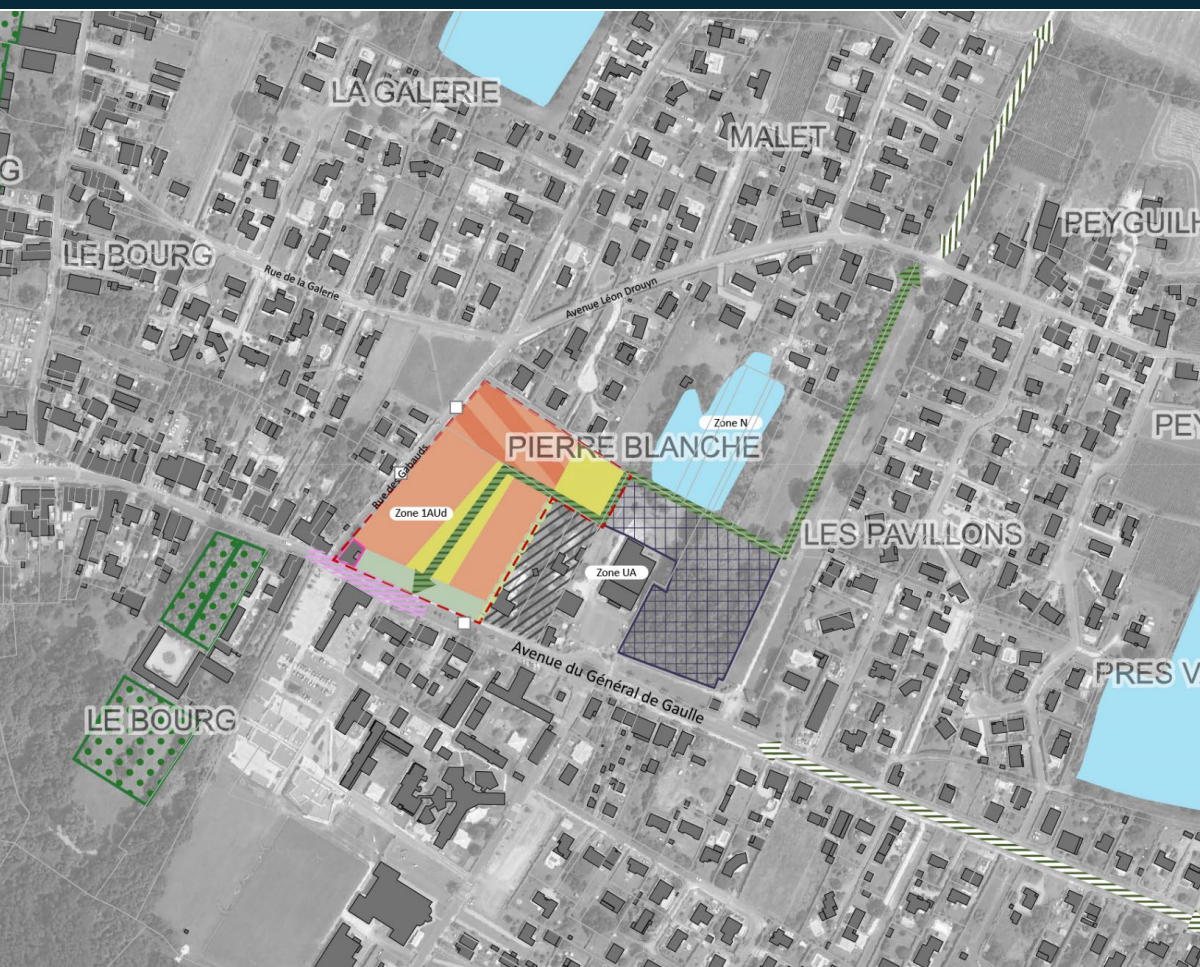 LA GALERIE
MALET
G
PEYGUILH
LE BOURG
Rue de la Galerie
Avenue Léon Drouyn
Zone N
PEY
PIERRE BLANCHE
Rue des Gabauds
Zone 1AUd
LES PAVILLONS
Zone UA
Avenue du Général de Gaulle
PRES V
LE BOURG